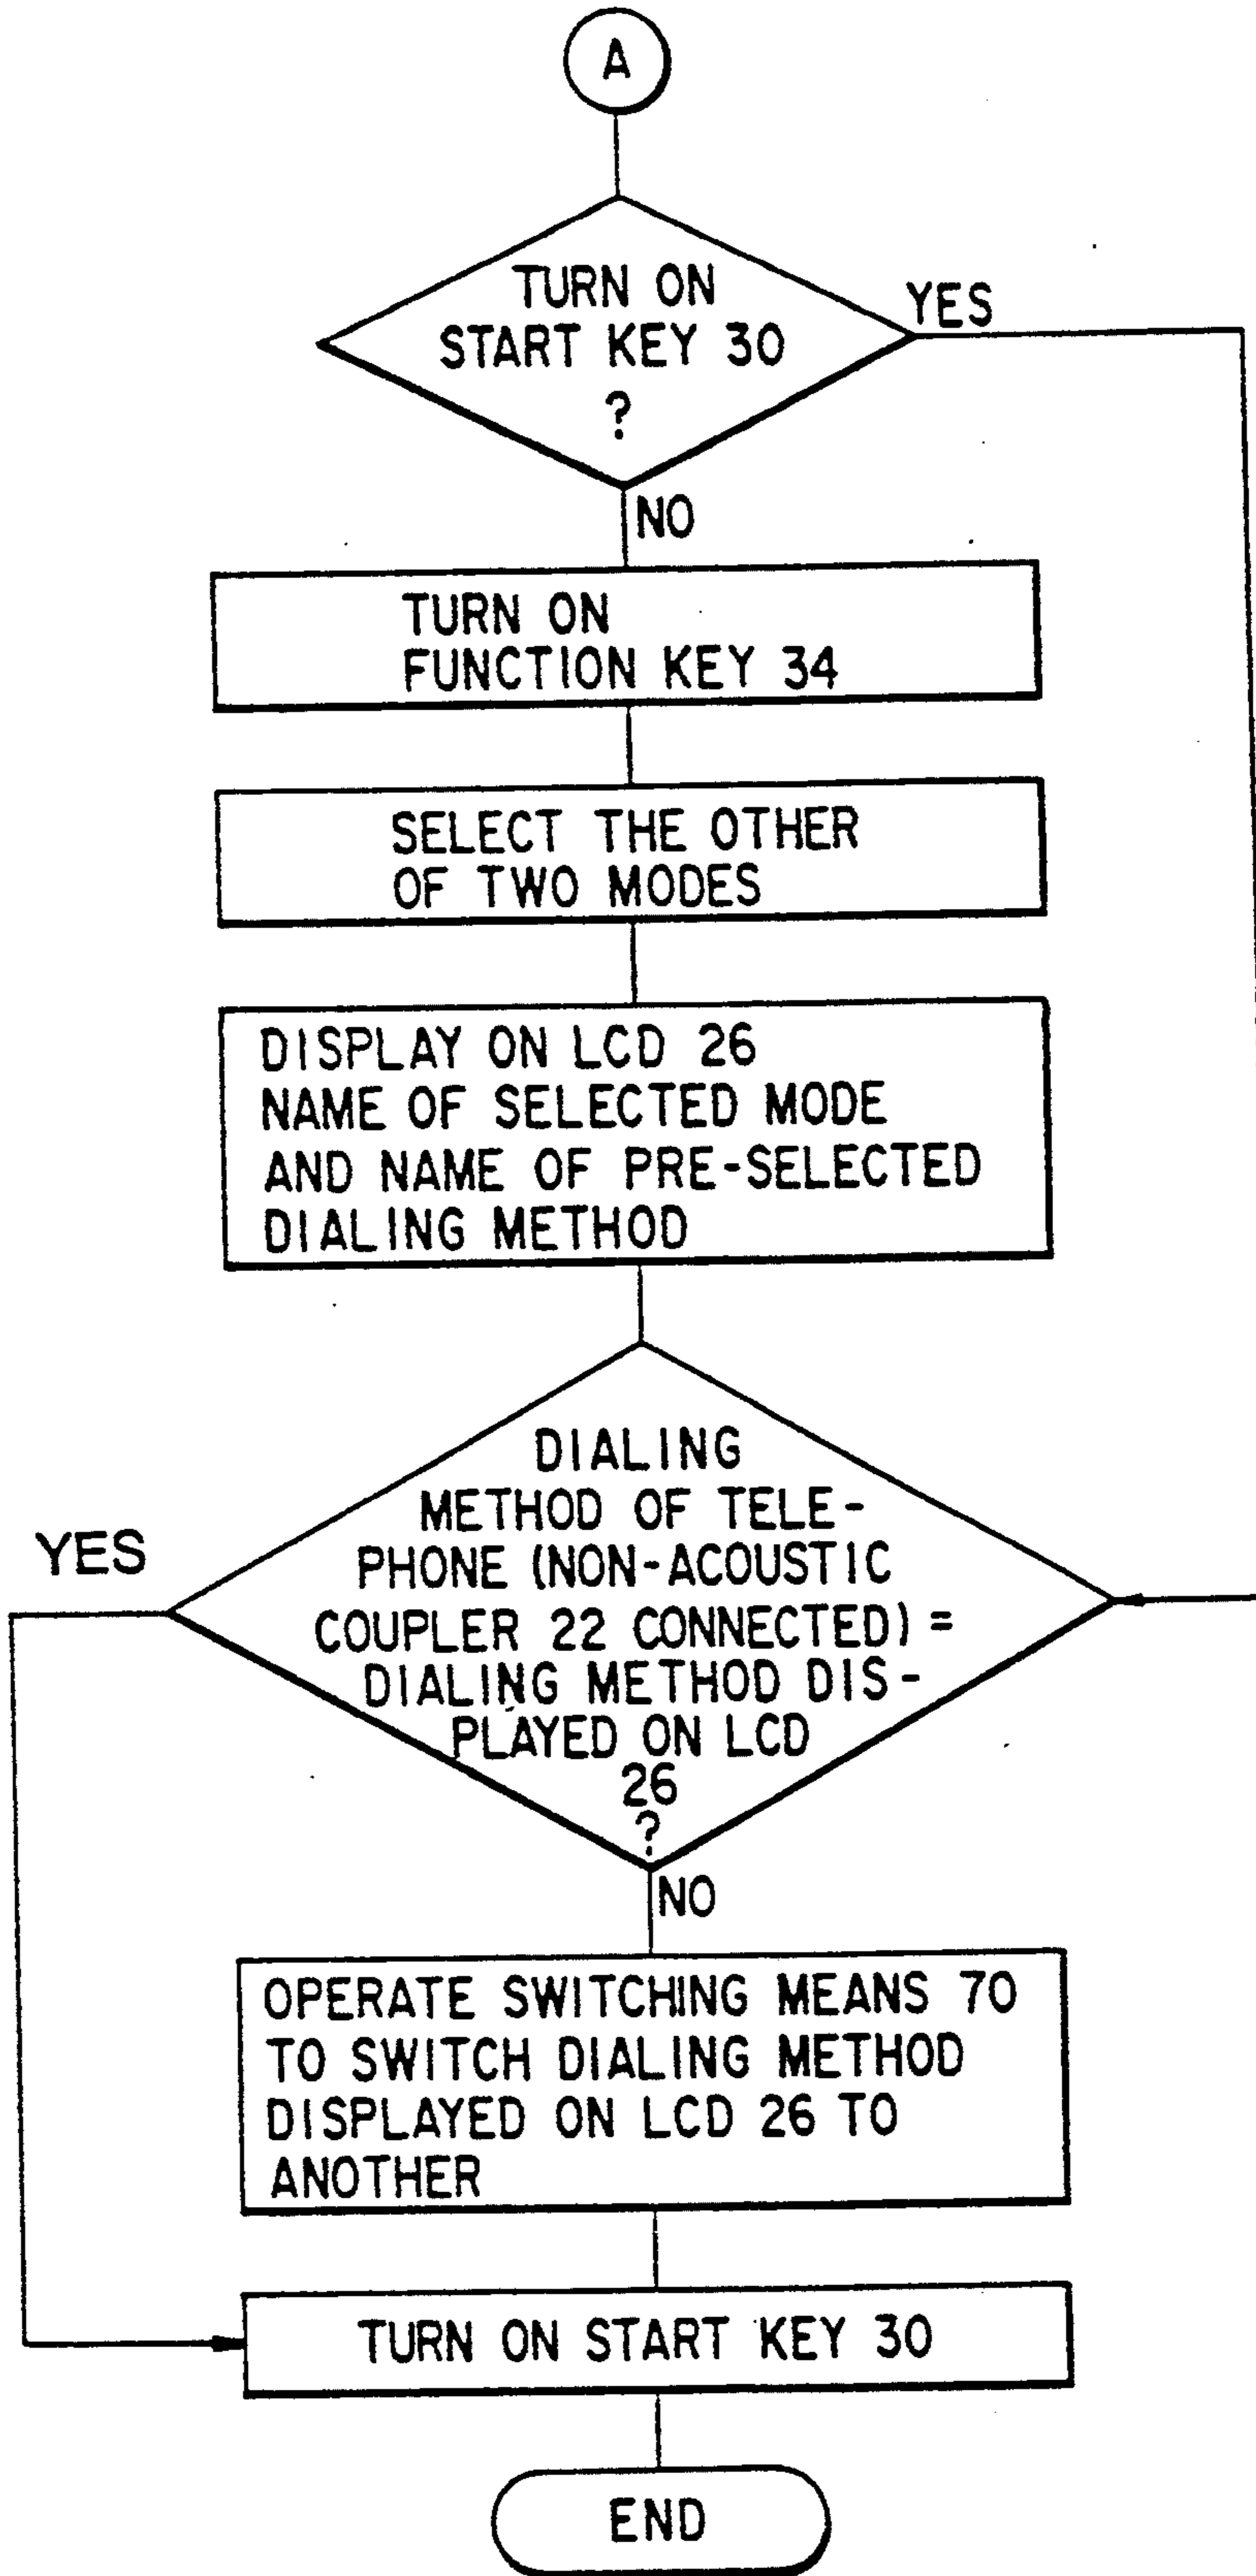 A
TURN ON
START KEY 30
?
YES
NO
TURN ON
FUNCTION KEY 34
SELECT THE OTHER
OF TWO MODES
DISPLAY ON LCD 26
NAME OF SELECTED MODE
AND NAME OF PRE-SELECTED
DIALING METHOD
DIALING
METHOD OF TELE-
PHONE (NON-ACOUSTIC
COUPLER 22 CONNECTED) =
DIALING METHOD DIS-
PLAYED ON LCD
26
?
YES
NO
OPERATE SWITCHING MEANS 70
TO SWITCH DIALING METHOD
DISPLAYED ON LCD 26 TO
ANOTHER
TURN ON START KEY 30
END